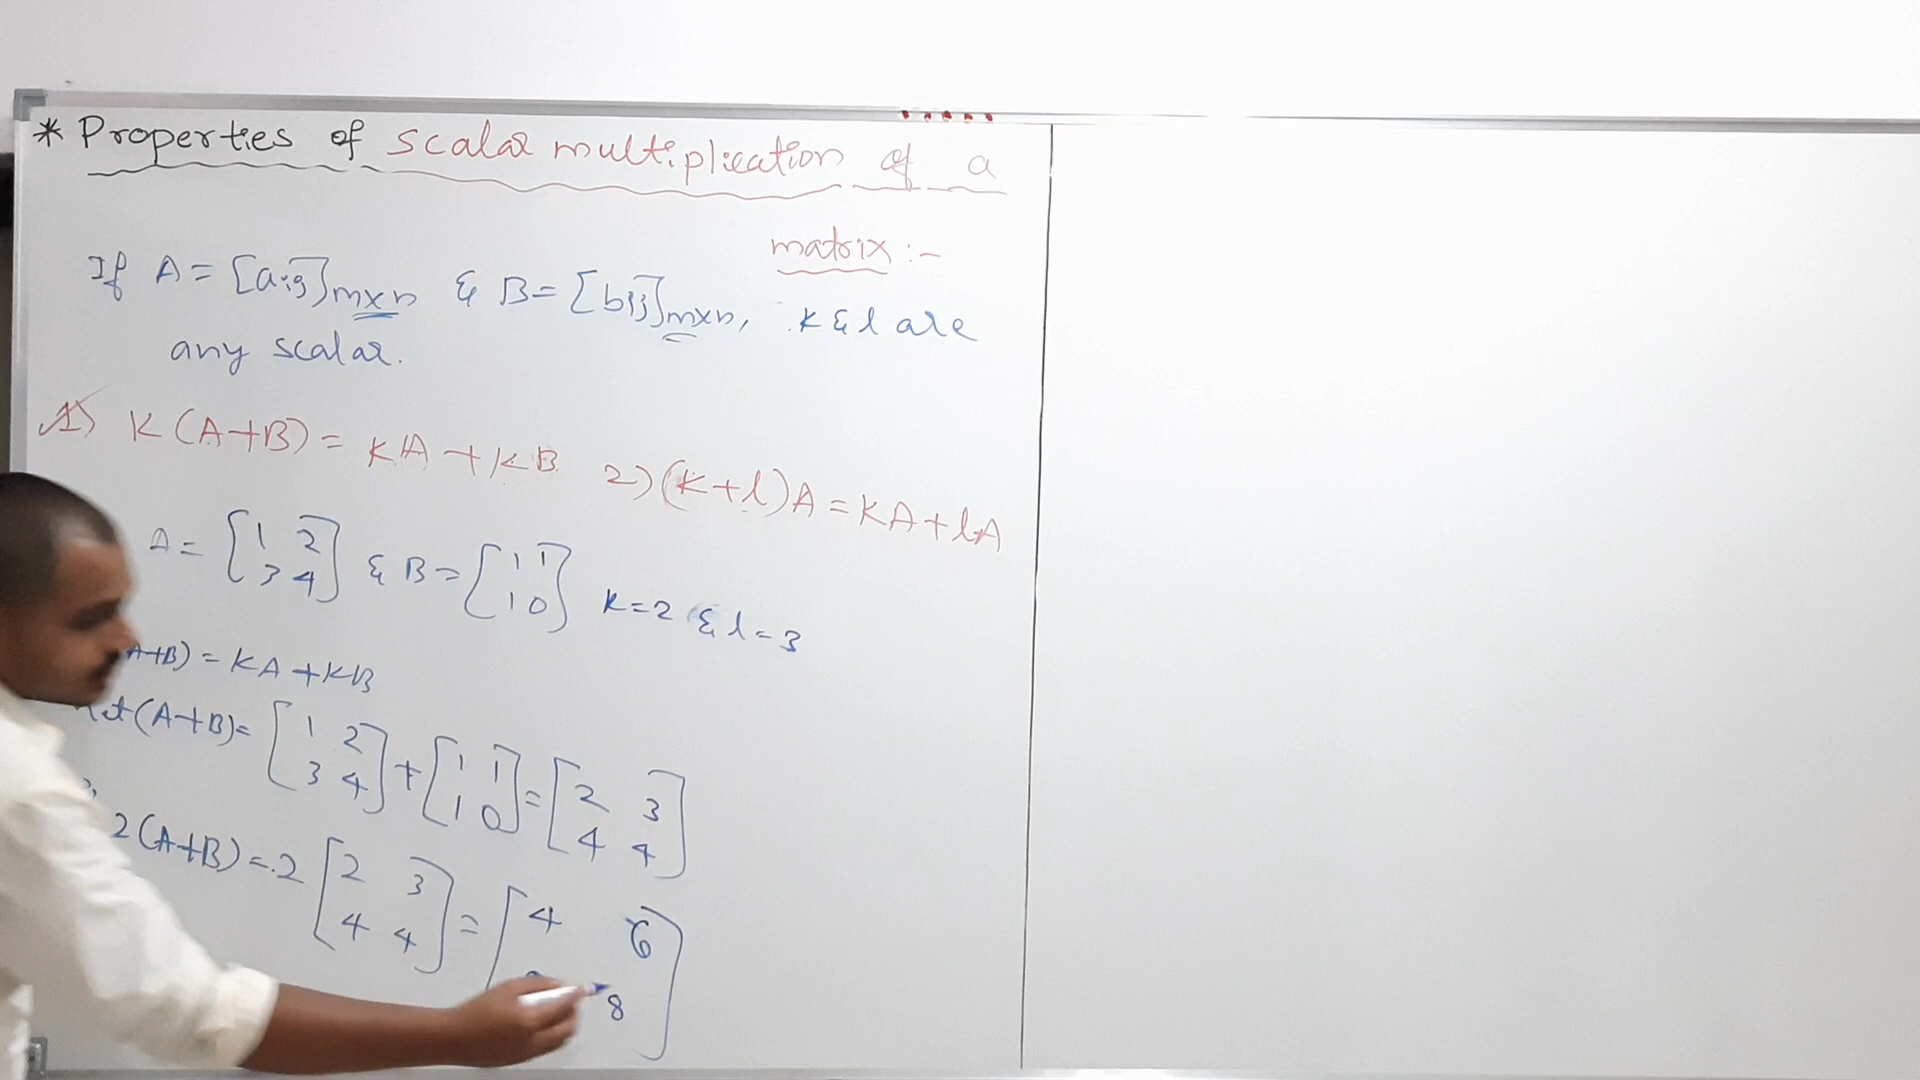 * Properties of scalar multiplication of a
matrix :-
If A = [aij]m×n & B = [bij]m×n, K & l are
any scalar.
1) K(A+B) = KA + KB 2) (K+l)A = KA + lA
A = [1 2 3 4] & B = [1 1 1 0] K=2 & l=3
A+B) = KA + KB
(A+B) = [1 2 3 4] + [1 1 1 0] = [2 3 4 4]
2(A+B) = 2 [2 3 4 4] = [4 6 8]